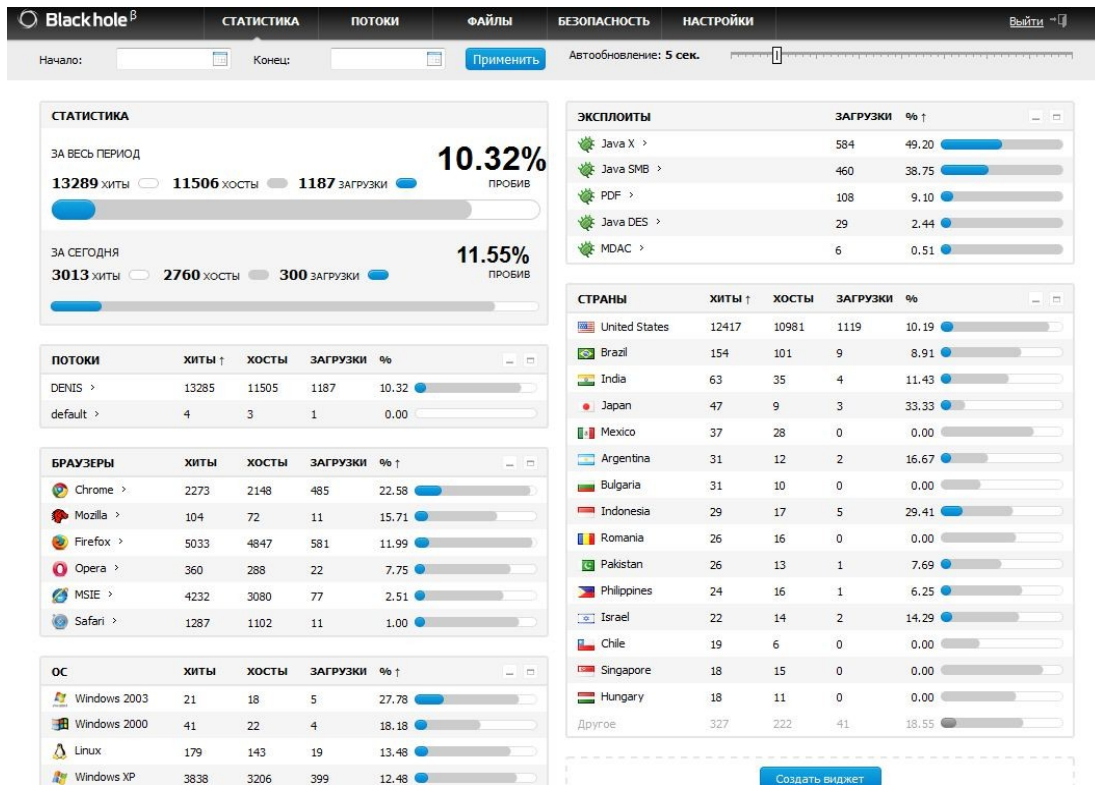 Blackhole β СТАТИСТИКА ПОТОКИ ФАЙЛЫ БЕЗОПАСНОСТЬ НАСТРОЙКИ Выйти
Начало: Конец: Применить Автообновление: 5 сек.
СТАТИСТИКА
ЗА ВЕСЬ ПЕРИОД
10.32%
ПРОБИВ
13289 ХИТЫ 11506 ХОСТЫ 1187 ЗАГРУЗКИ
ЗА СЕГОДНЯ
11.55%
ПРОБИВ
3013 ХИТЫ 2760 ХОСТЫ 300 ЗАГРУЗКИ
ПОТОКИ ХИТЫ ↑ ХОСТЫ ЗАГРУЗКИ %
DENIS > 13285 11505 1187 10.32
default > 4 3 1 0.00
БРАУЗЕРЫ ХИТЫ ХОСТЫ ЗАГРУЗКИ % ↑
Chrome > 2273 2148 485 22.58
Mozilla > 104 72 11 15.71
Firefox > 5033 4847 581 11.99
Opera > 360 288 22 7.75
MSIE > 4232 3080 77 2.51
Safari > 1287 1102 11 1.00
ОС ХИТЫ ХОСТЫ ЗАГРУЗКИ % ↑
Windows 2003 21 18 5 27.78
Windows 2000 41 22 4 18.18
Linux 179 143 19 13.48
Windows XP 3838 3206 399 12.48
ЭКСПЛОИТЫ ЗАГРУЗКИ % ↑
Java X > 584 49.20
Java SMB > 460 38.75
PDF > 108 9.10
Java DES > 29 2.44
MDAC > 6 0.51
СТРАНЫ ХИТЫ ↑ ХОСТЫ ЗАГРУЗКИ %
United States 12417 10981 1119 10.19
Brazil 154 101 9 8.91
India 63 35 4 11.43
Japan 47 9 3 33.33
Mexico 37 28 0 0.00
Argentina 31 12 2 16.67
Bulgaria 31 10 0 0.00
Indonesia 29 17 5 29.41
Romania 26 16 0 0.00
Pakistan 26 13 1 7.69
Philippines 24 16 1 6.25
Israel 22 14 2 14.29
Chile 19 6 0 0.00
Singapore 18 15 0 0.00
Hungary 18 11 0 0.00
Другое 327 222 41 18.55
Создать виджет